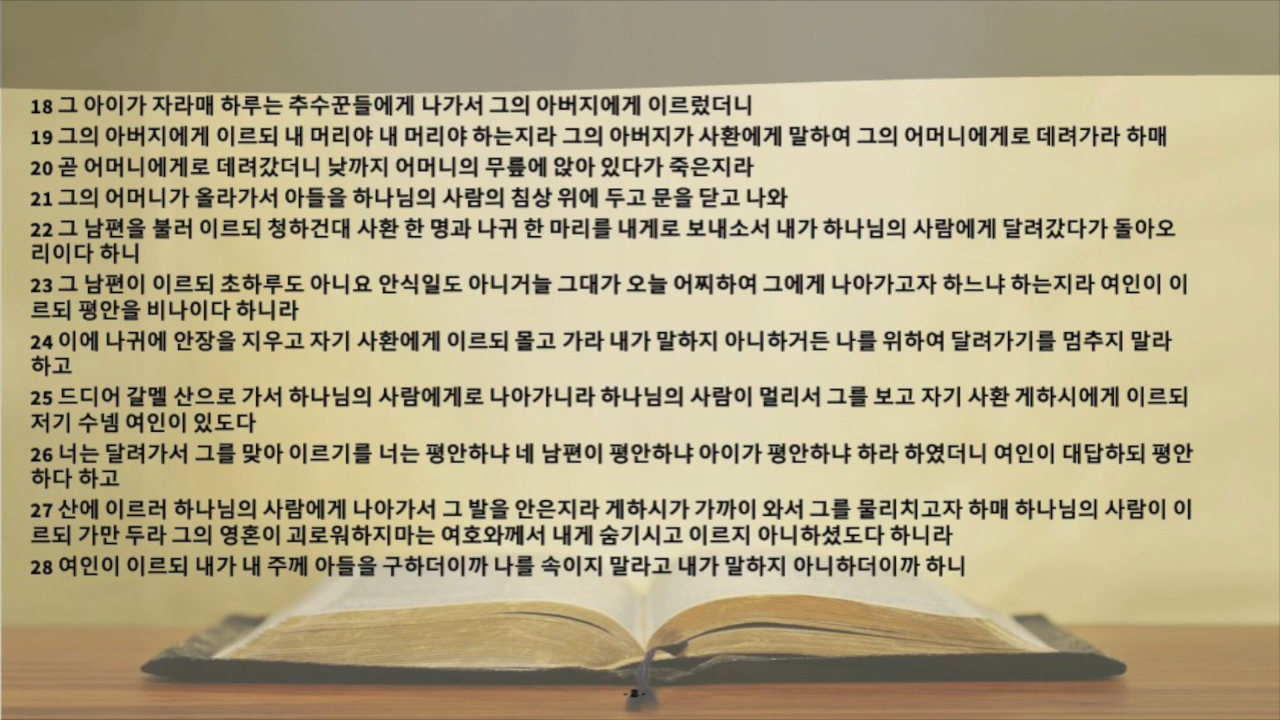 18 그 아이가 자라매 하루는 추수꾼들에게 나가서 그의 아버지에게 이르렀더니
19 그의 아버지에게 이르되 내 머리야 내 머리야 하는지라 그의 아버지가 사환에게 말하여 그의 어머니에게로 데려가라 하매
20 곧 어머니에게로 데려갔더니 낮까지 어머니의 무릎에 앉아 있다가 죽은지라
21 그의 어머니가 올라가서 아들을 하나님의 사람의 침상 위에 두고 문을 닫고 나와
22 그 남편을 불러 이르되 청하건대 사환 한 명과 나귀 한 마리를 내게로 보내소서 내가 하나님의 사람에게 달려갔다가 돌아오
리이다 하니
23 그 남편이 이르되 초하루도 아니요 안식일도 아니거늘 그대가 오늘 어찌하여 그에게 나아가고자 하느냐 하는지라 여인이 이
르되 평안을 비나이다 하니라
24 이에 나귀에 안장을 지우고 자기 사환에게 이르되 몰고 가라 내가 말하지 아니하거든 나를 위하여 달려가기를 멈추지 말라
하고
25 드디어 갈멜 산으로 가서 하나님의 사람에게로 나아가니라 하나님의 사람이 멀리서 그를 보고 자기 사환 게하시에게 이르되
저기 수넴 여인이 있도다
26 너는 달려가서 그를 맞아 이르기를 너는 평안하냐 네 남편이 평안하냐 아이가 평안하냐 하라 하였더니 여인이 대답하되 평안
하다 하고
27 산에 이르러 하나님의 사람에게 나아가서 그 발을 안은지라 게하시가 가까이 와서 그를 물리치고자 하매 하나님의 사람이 이
르되 가만 두라 그의 영혼이 괴로워하지마는 여호와께서 내게 숨기시고 이르지 아니하셨도다 하니라
28 여인이 이르되 내가 내 주께 아들을 구하더이까 나를 속이지 말라고 내가 말하지 아니하더이까 하니
- 2 -